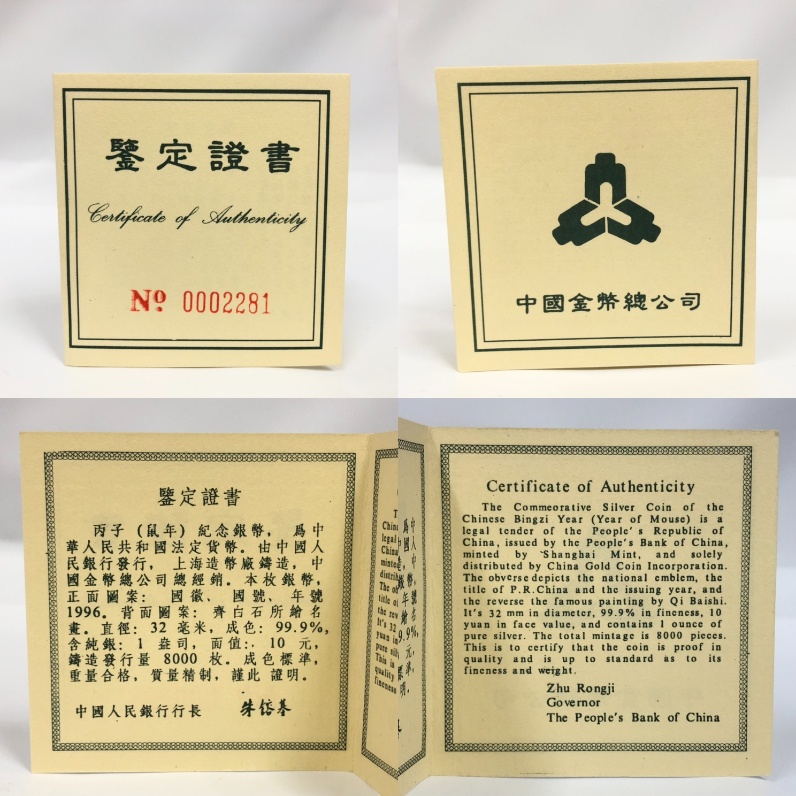 鑒定證書
Certificate of Authenticity
Nº 0002281
中國金幣總公司
鑒定證書
丙子 (鼠年) 紀念銀幣, 爲中
華人民共和國法定货幣. 由中國人
民銀行發行, 上海造幣廠鑄造, 中
國金幣總公司總經銷. 本枚銀幣,
正面圖案: 國徽、國號、年號
1996. 背面圖案: 齊白石所繪名
畫. 直徑: 32 毫米, 成色: 99.9%,
含純銀: 1 盎司, 面值: 10 元,
鑄造發行量 8000 枚. 成色標準,
重量合格, 質量精制, 謹此 證明.
中國人民銀行行長
Certificate of Authenticity
The Commeorative Silver Coin of the
Chinese Bingzi Year (Year of Mouse) is a
legal tender of the People's Republic of
China, issued by the People's Bank of China,
minted by Shanghai Mint, and solely
distributed by China Gold Coin Incorporation.
The obverse depicts the national emblem, the
title of P.R.China and the issuing year, and
the reverse the famous painting by Qi Baishi.
It's 32 mm in diameter, 99.9% in fineness, 10
yuan in face value, and contains 1 ounce of
pure silver. The total mintage is 8000 pieces.
This is to certify that the coin is proof in
quality and is up to standard as to its
fineness and weight.
Zhu Rongji
Governor
The People's Bank of China